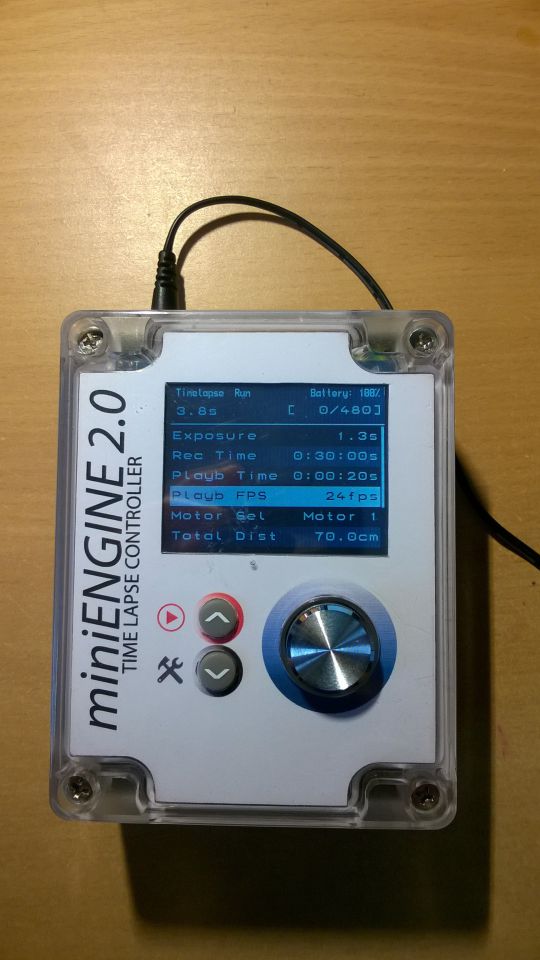 miniENGINE 2.0
TIME LAPSE CONTROLLER
Timelapse Run Battery: 100%
3.8s [ 0/480]
Exposure 1.3s
Rec Time 0:30:00s
Playb Time 0:00:20s
Playb FPS 24fps
Motor Sel Motor 1
Total Dist 70.0cm